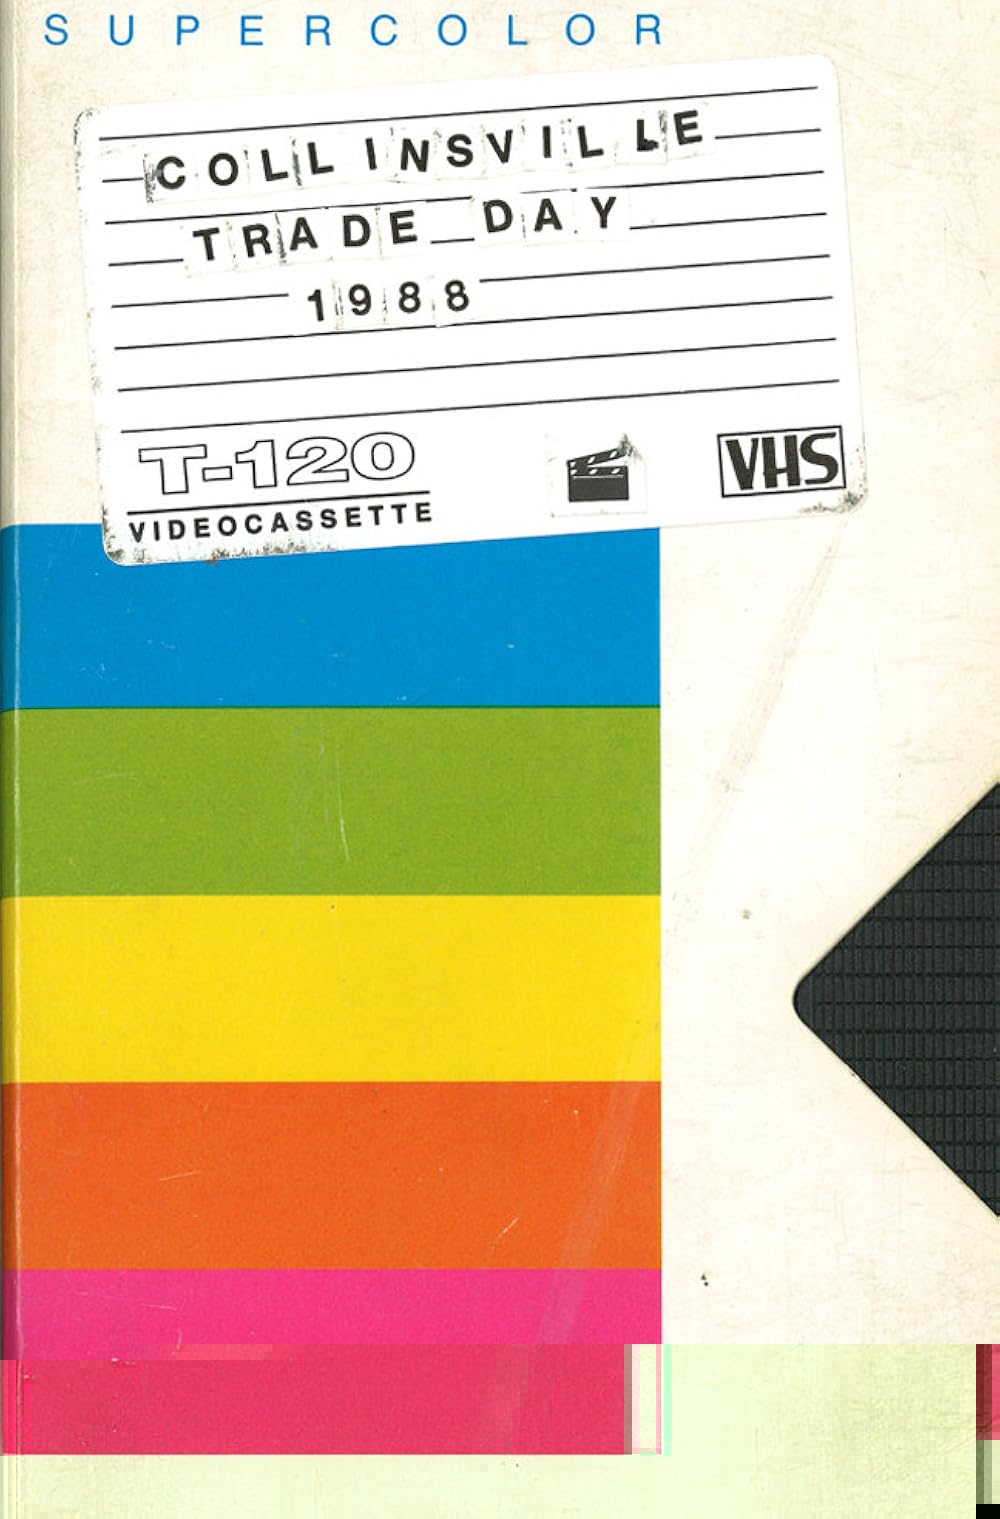 SUPERCOLOR
COLLINSVILLE
TRADE DAY
1988
T-120
VIDEOCASSETTE
VHS